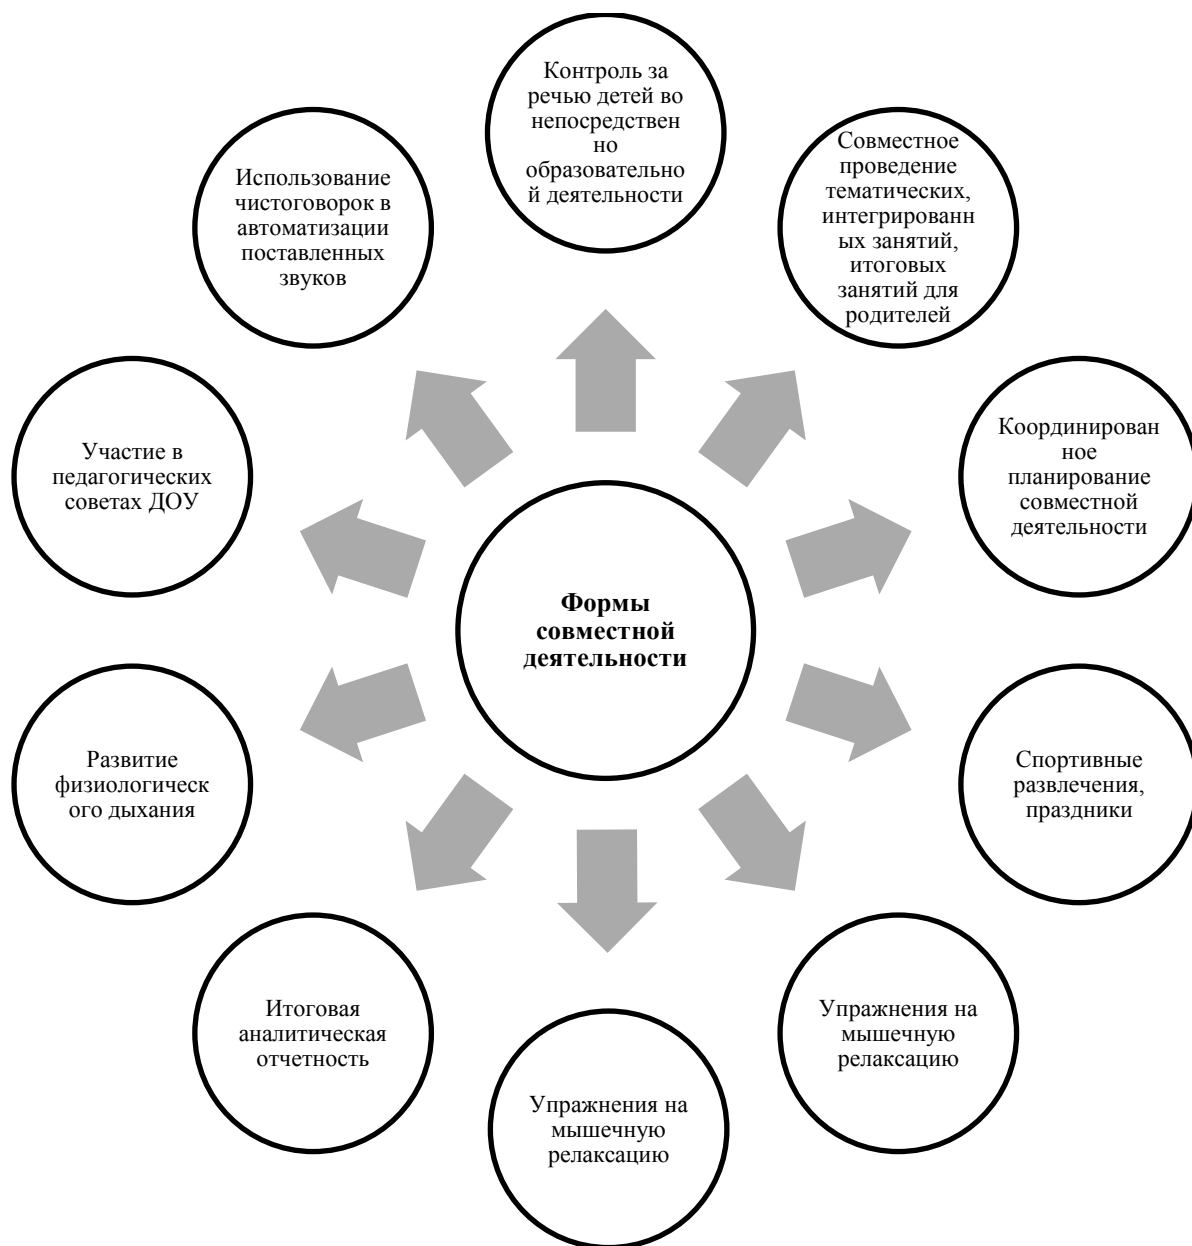 Контроль за
речью детей во
непосредствен
но
образовательно
й деятельности
Совместное
проведение
тематических,
интегрированн
ых занятий,
итоговых
занятий для
родителей
Координирован
ное
планирование
совместной
деятельности
Спортивные
развлечения,
праздники
Упражнения на
мышечную
релаксацию
Упражнения на
мышечную
релаксацию
Итоговая
аналитическая
отчетность
Развитие
физиологическ
ого дыхания
Участие в
педагогических
советах ДОУ
Использование
чистоговорок в
автоматизации
поставленных
звуков
Формы
совместной
деятельности